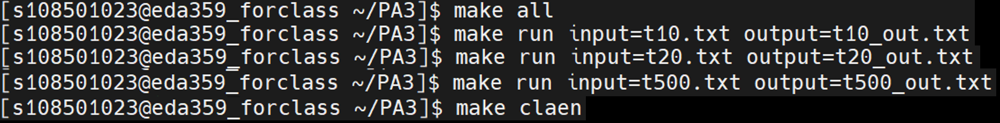 [s108501023@eda359_forclass ~/PA3]$ make all
[s108501023@eda359_forclass ~/PA3]$ make run input=t10.txt output=t10_out.txt
[s108501023@eda359_forclass ~/PA3]$ make run input=t20.txt output=t20_out.txt
[s108501023@eda359_forclass ~/PA3]$ make run input=t500.txt output=t500_out.txt
[s108501023@eda359_forclass ~/PA3]$ make claen